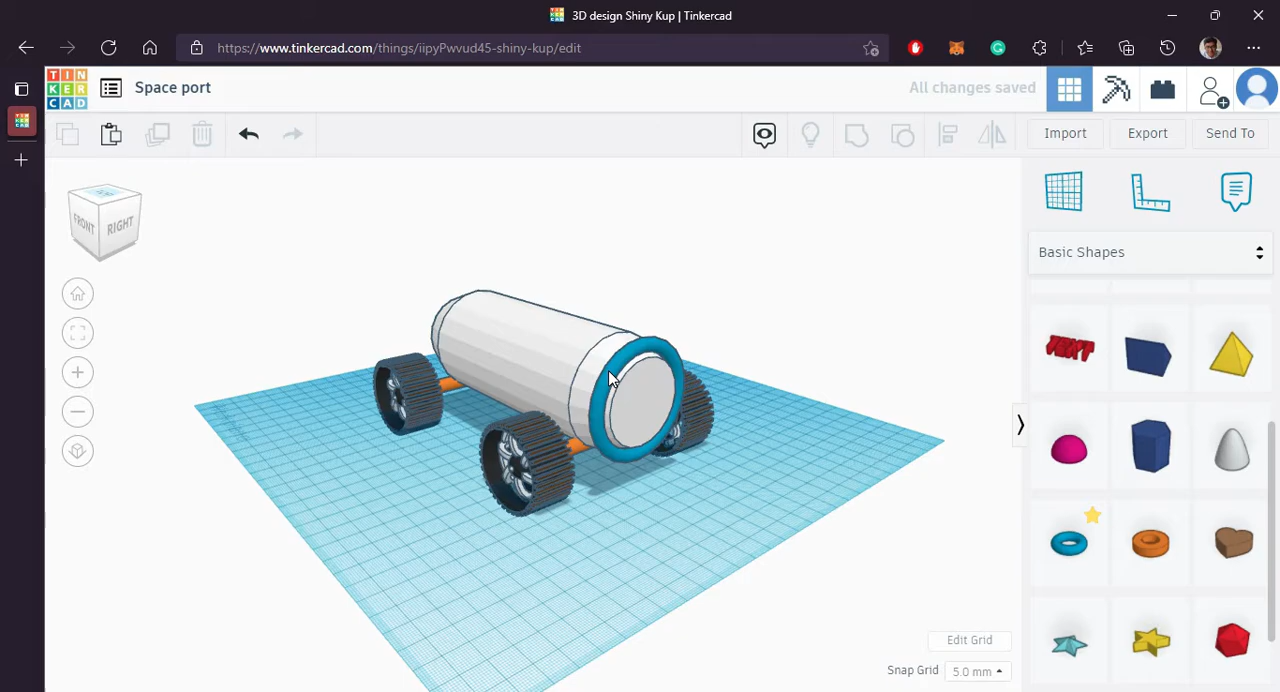 3D design Shiny Kup | Tinkercad
https://www.tinkercad.com/things/iipyPwvud45-shiny-kup/edit
TIN
KER
CAD
Space port
All changes saved
Import
Export
Send To
FRONT
RIGHT
Basic Shapes
TEXT
Edit Grid
Snap Grid
5.0 mm